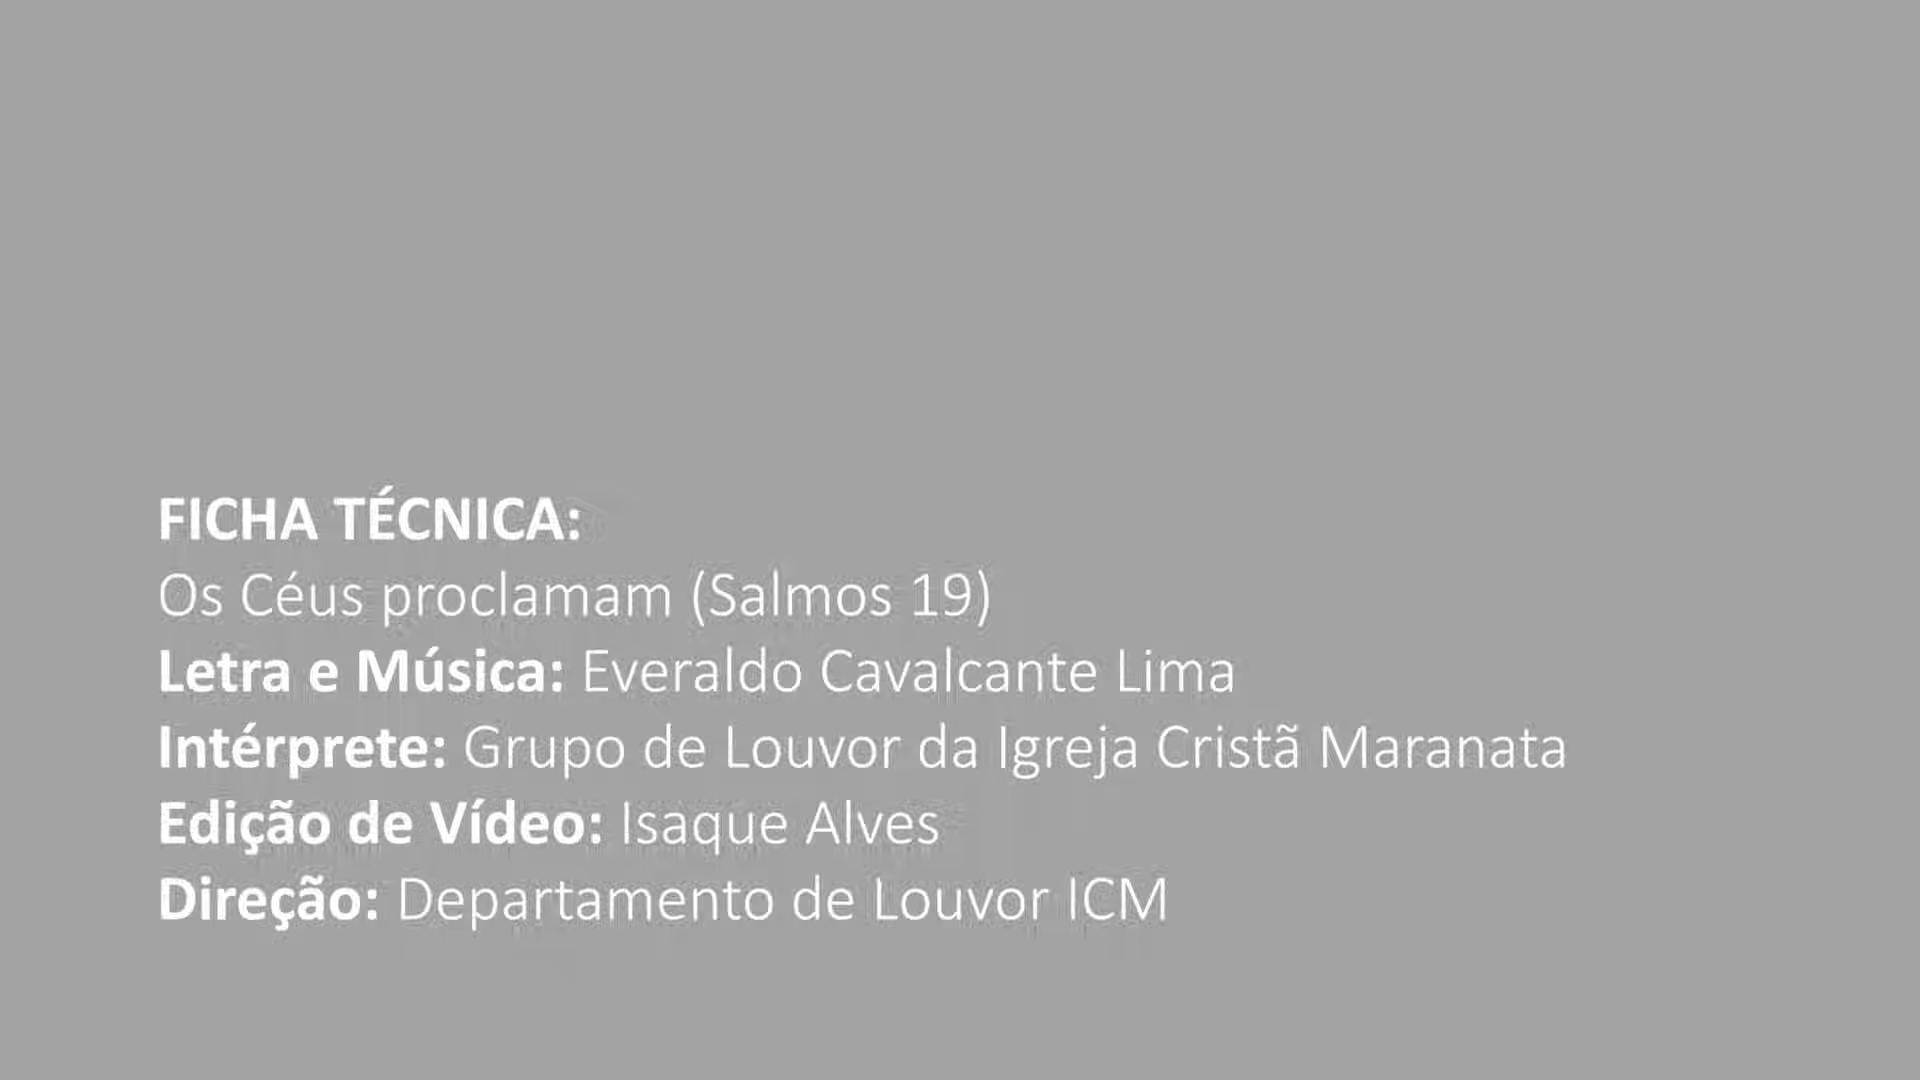 FICHA TÉCNICA:
Os Céus proclamam (Salmos 19)
Letra e Música: Everaldo Cavalcante Lima
Intérprete: Grupo de Louvor da Igreja Cristã Maranata
Edição de Vídeo: Isaque Alves
Direção: Departamento de Louvor ICM